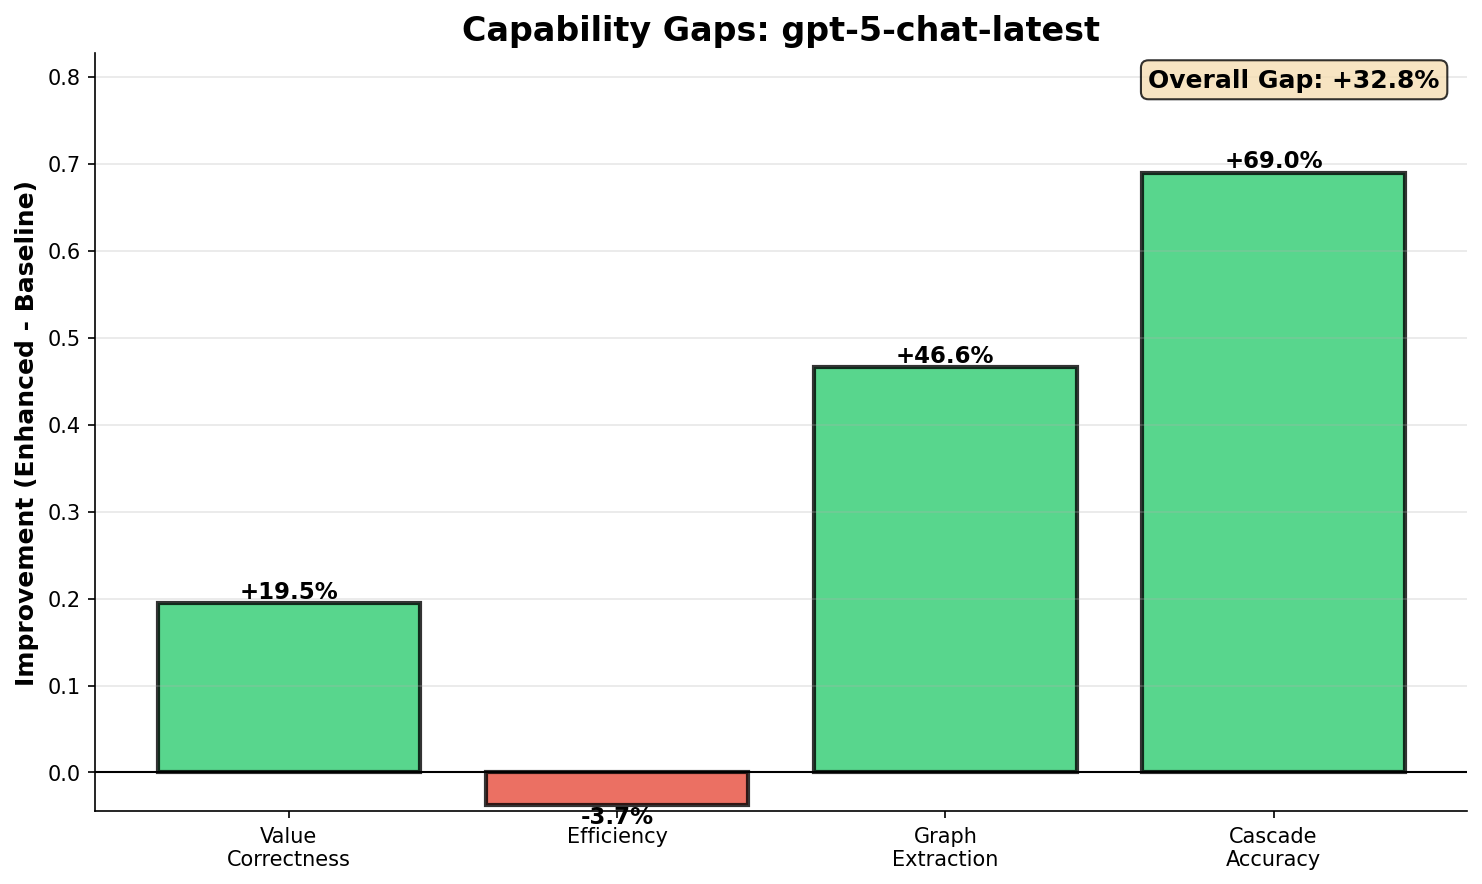 Capability Gaps: gpt-5-chat-latest
Overall Gap: +32.8%
Improvement (Enhanced - Baseline)
0.8
0.7
0.6
0.5
0.4
0.3
0.2
0.1
0.0
+19.5%
-3.7%
+46.6%
+69.0%
Value
Correctness
Efficiency
Graph
Extraction
Cascade
Accuracy